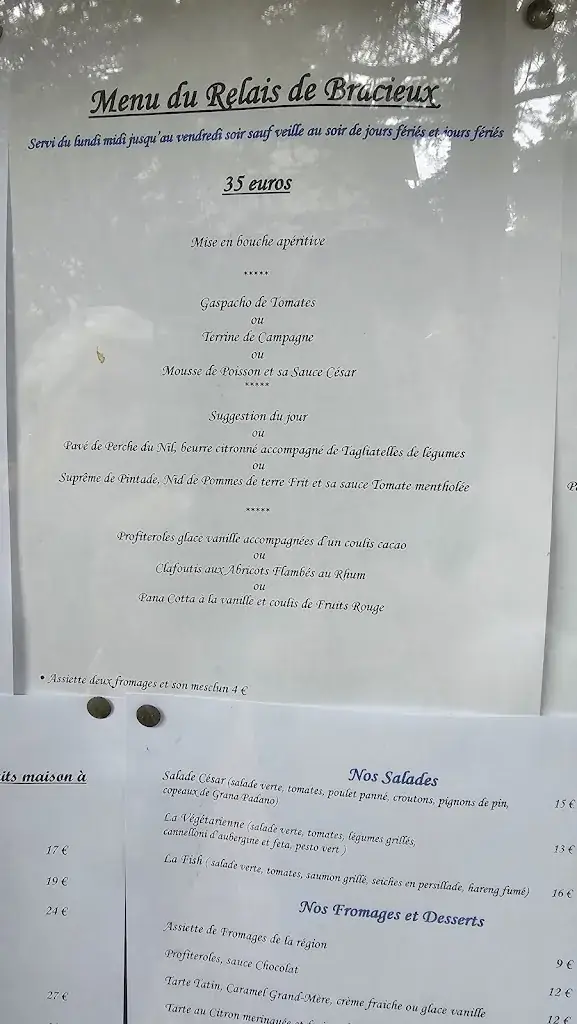 Menu du Relais de Bracieux
Servi du lundi midi jusqu'au vendredi soir sauf veille au soir de jours fériés et jours fériés
35 euros
Mise en bouche apéritive
*****
Gaspacho de Tomates
ou
Terrine de Campagne
ou
Mousse de Poisson et sa Sauce César
*****
Suggestion du jour
ou
Pavé de Perche du Nil, beurre citronné accompagné de Tagliatelles de légumes
ou
Suprême de Pintade, Nid de Pommes de terre Frit et sa sauce Tomate mentholée
*****
Profiteroles glace vanille accompagnées d'un coulis cacao
ou
Clafoutis aux Abricots Flambés au Rhum
ou
Pana Cotta à la vanille et coulis de Fruits Rouge
• Assiette deux fromages et son mesclun 4 €
its maison à
17 €
19 €
24 €
27 €
Nos Salades
Salade César (salade verte, tomates, poulet panné, croutons, pignons de pin,
copeaux de Grana Padano) 15 €
La Végétarienne (salade verte, tomates, légumes grillés,
cannelloni d'aubergine et feta, pesto vert ) 13 €
La Fish ( salade verte, tomates, saumon grillé, seiches en persillade, hareng fumé) 16 €
Nos Fromages et Desserts
Assiette de Fromages de la région 9 €
Profiteroles, sauce Chocolat 12 €
Tarte Tatin, Caramel Grand-Mère, crème fraiche ou glace vanille 12 €
Tarte au Citron meringuée et